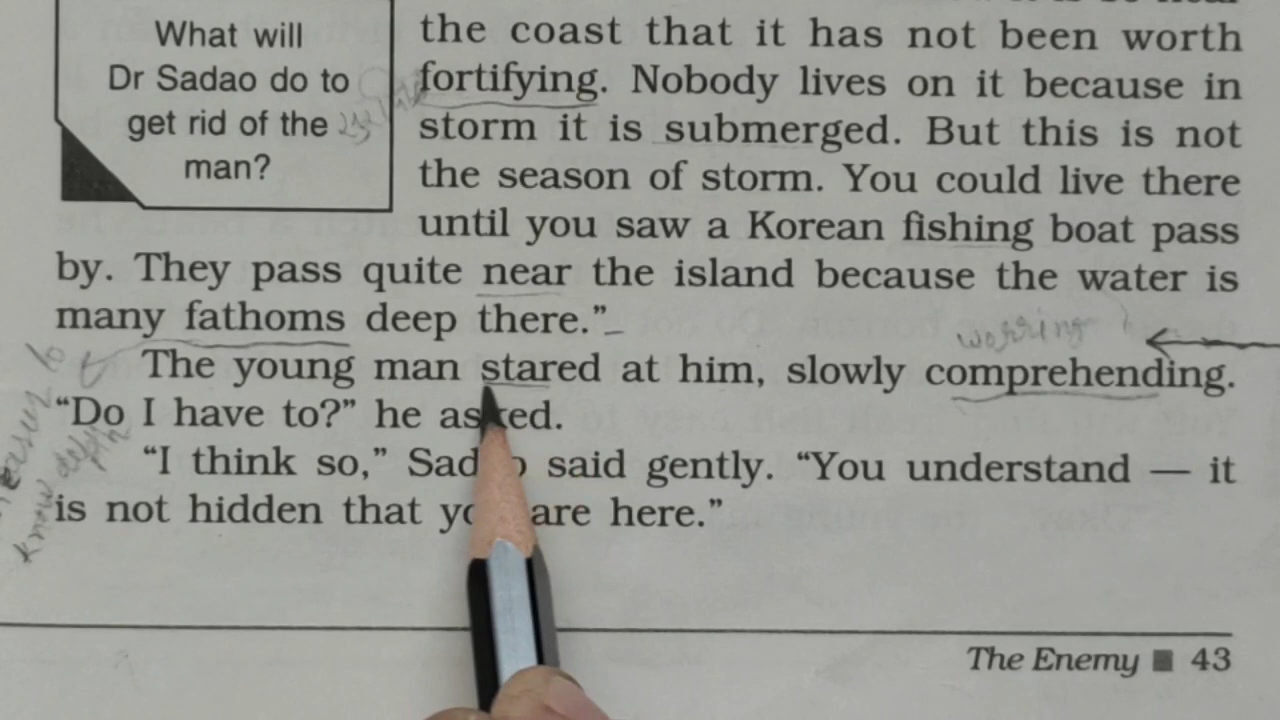 What will
Dr Sadao do to
get rid of the
man?
the coast that it has not been worth
fortifying. Nobody lives on it because in
storm it is submerged. But this is not
the season of storm. You could live there
until you saw a Korean fishing boat pass
by. They pass quite near the island because the water is
many fathoms deep there.”
worring
The young man stared at him, slowly comprehending.
“Do I have to?” he asked.
“I think so,” Sadao said gently. “You understand — it
is not hidden that you are here.”
know depth
The Enemy ■ 43